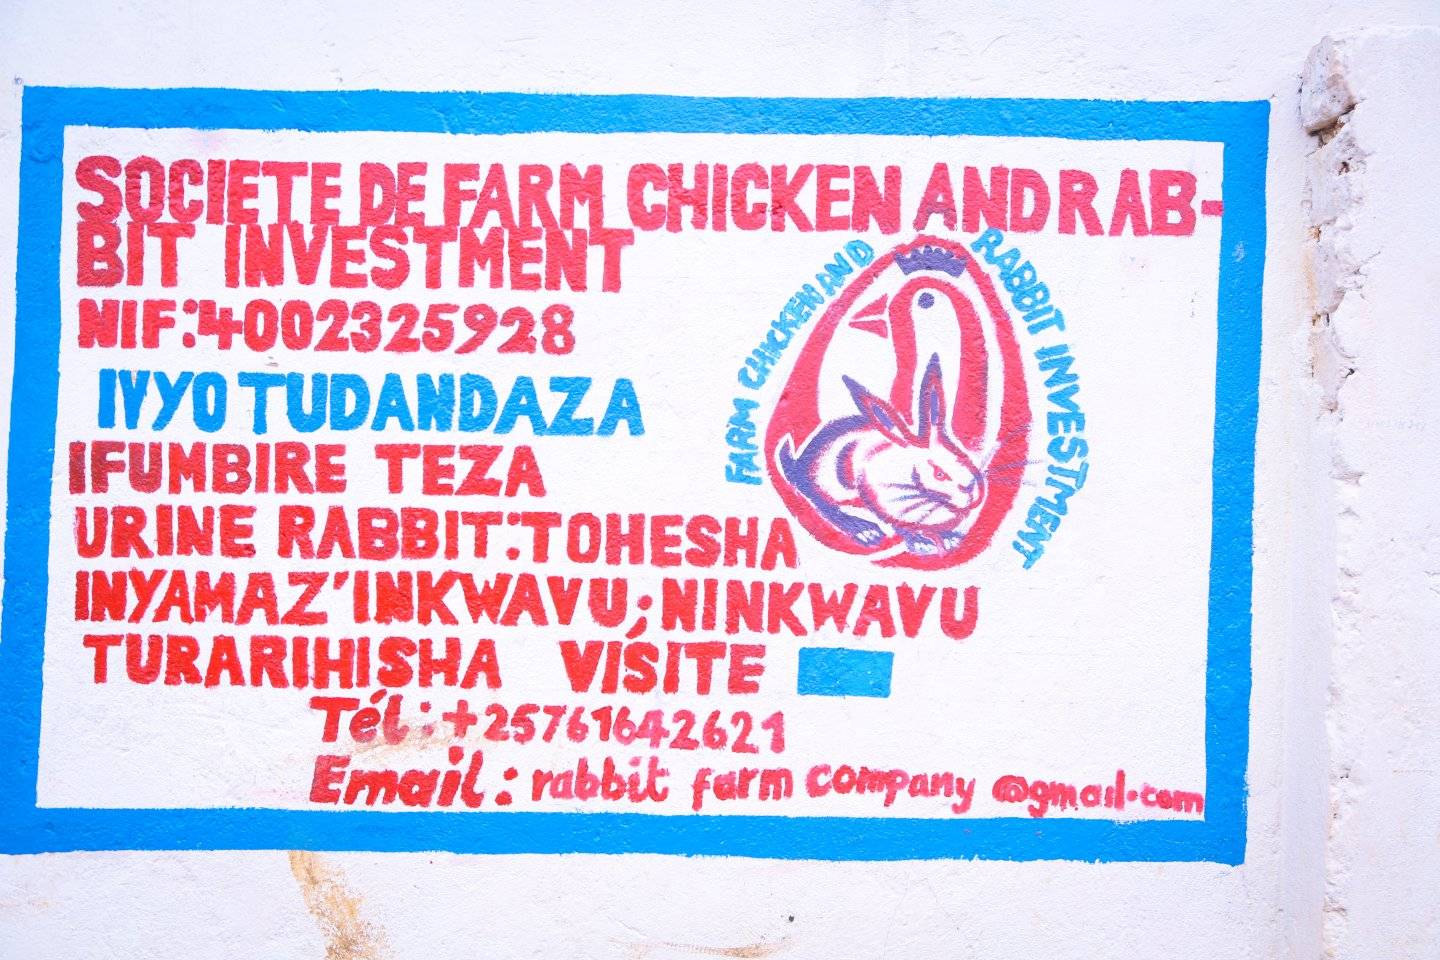 SOCIETE DE FARM CHICKEN AND RAB-
BIT INVESTMENT
NIF:4002325928
IVYO TUDANDAZA
IFUMBIRE TEZA
URINE RABBIT:TOHESHA
INYAMAZ'INKWAVU;NINKWAVU
TURARIHISHA VISITE
Tél:+25761642621
Email: rabbit farm company @gmail.com
FARM CHICKEN AND RABBIT INVESTMENT